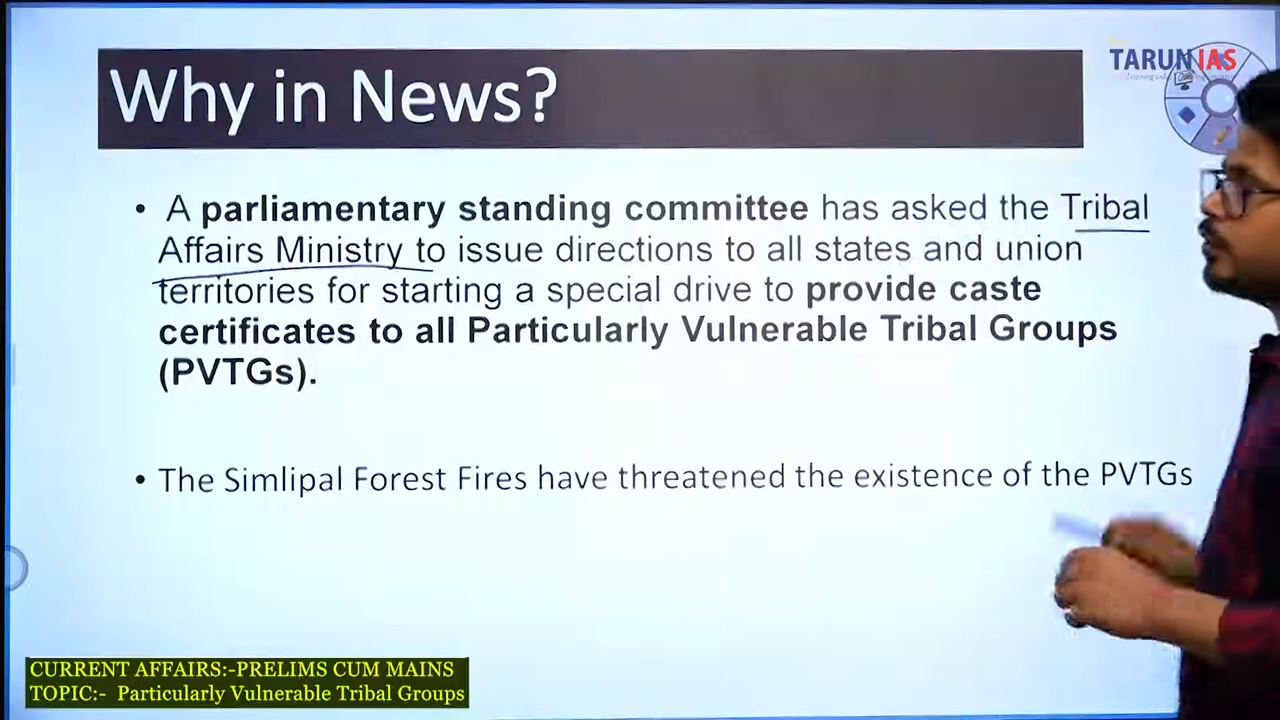 TARUN IAS
Why in News?
• A parliamentary standing committee has asked the Tribal
Affairs Ministry to issue directions to all states and union
territories for starting a special drive to provide caste
certificates to all Particularly Vulnerable Tribal Groups
(PVTGs).
• The Simlipal Forest Fires have threatened the existence of the PVTGs
CURRENT AFFAIRS:-PRELIMS CUM MAINS
TOPIC:- Particularly Vulnerable Tribal Groups